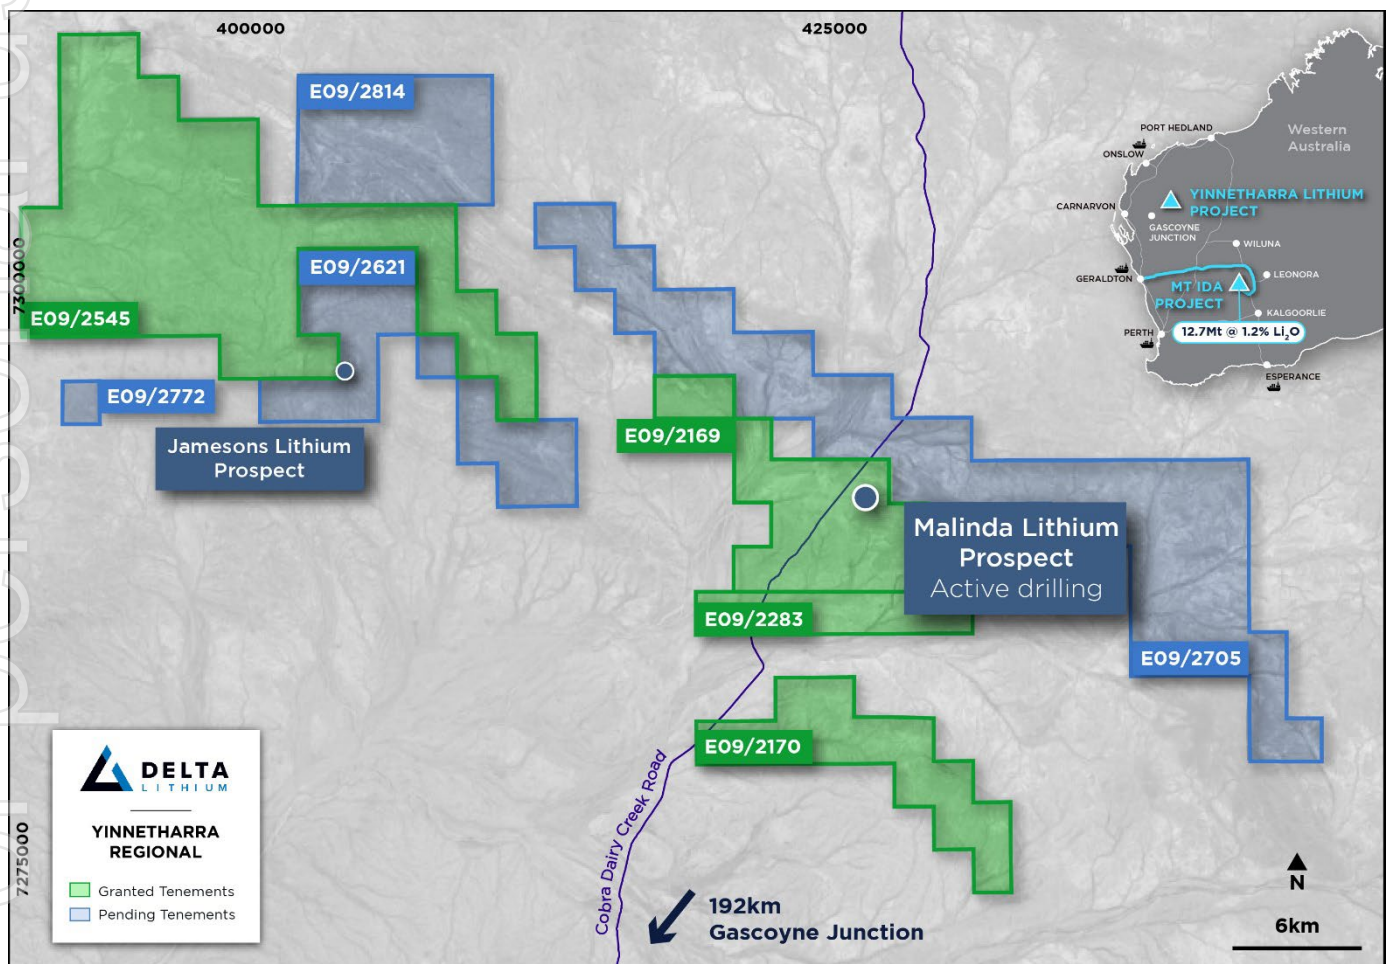 400000
425000
7300000
7275000
E09/2814
E09/2621
E09/2545
E09/2772
Jamesons Lithium
Prospect
E09/2169
Malinda Lithium
Prospect
Active drilling
E09/2283
E09/2705
E09/2170
Cobra Dairy Creek Road
192km
Gascoyne Junction
N
6km
DELTA
LITHIUM
YINNETHARRA
REGIONAL
Granted Tenements
Pending Tenements
Western
Australia
PORT HEDLAND
ONSLOW
YINNETHARRA LITHIUM
PROJECT
CARNARVON
GASCOYNE
JUNCTION
WILUNA
GERALDTON
LEONORA
MT IDA
PROJECT
KALGOORLIE
PERTH
12.7Mt @ 1.2% Li₂O
ESPERANCE